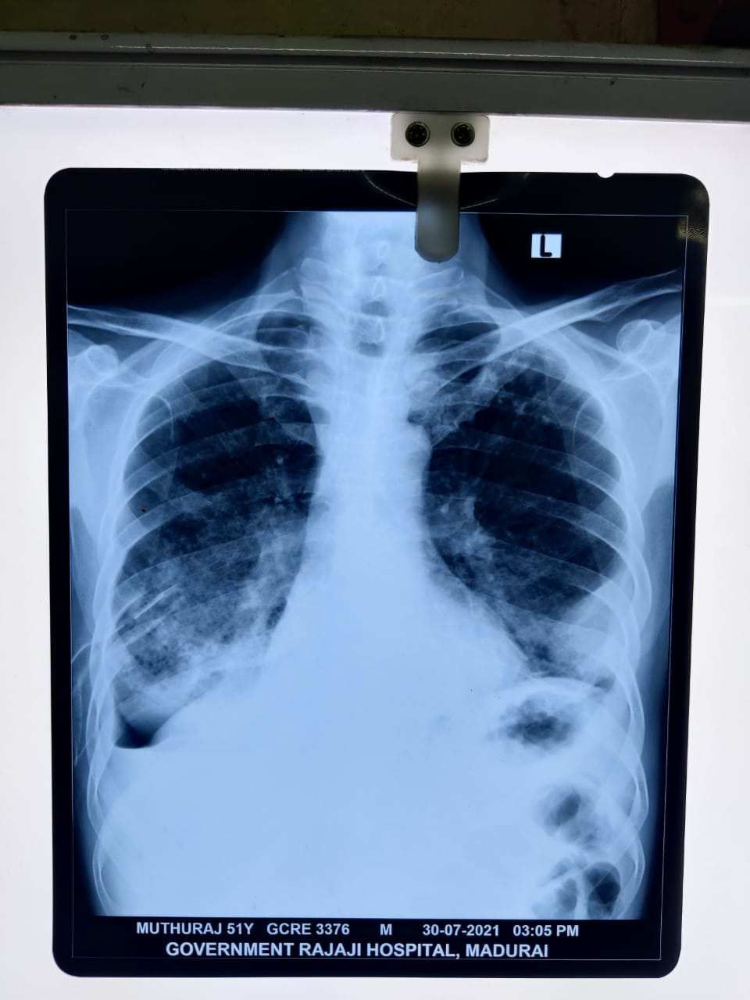 L
MUTHURAJ 51Y GCRE 3376 M 30-07-2021 03:05 PM
GOVERNMENT RAJAJI HOSPITAL, MADURAI